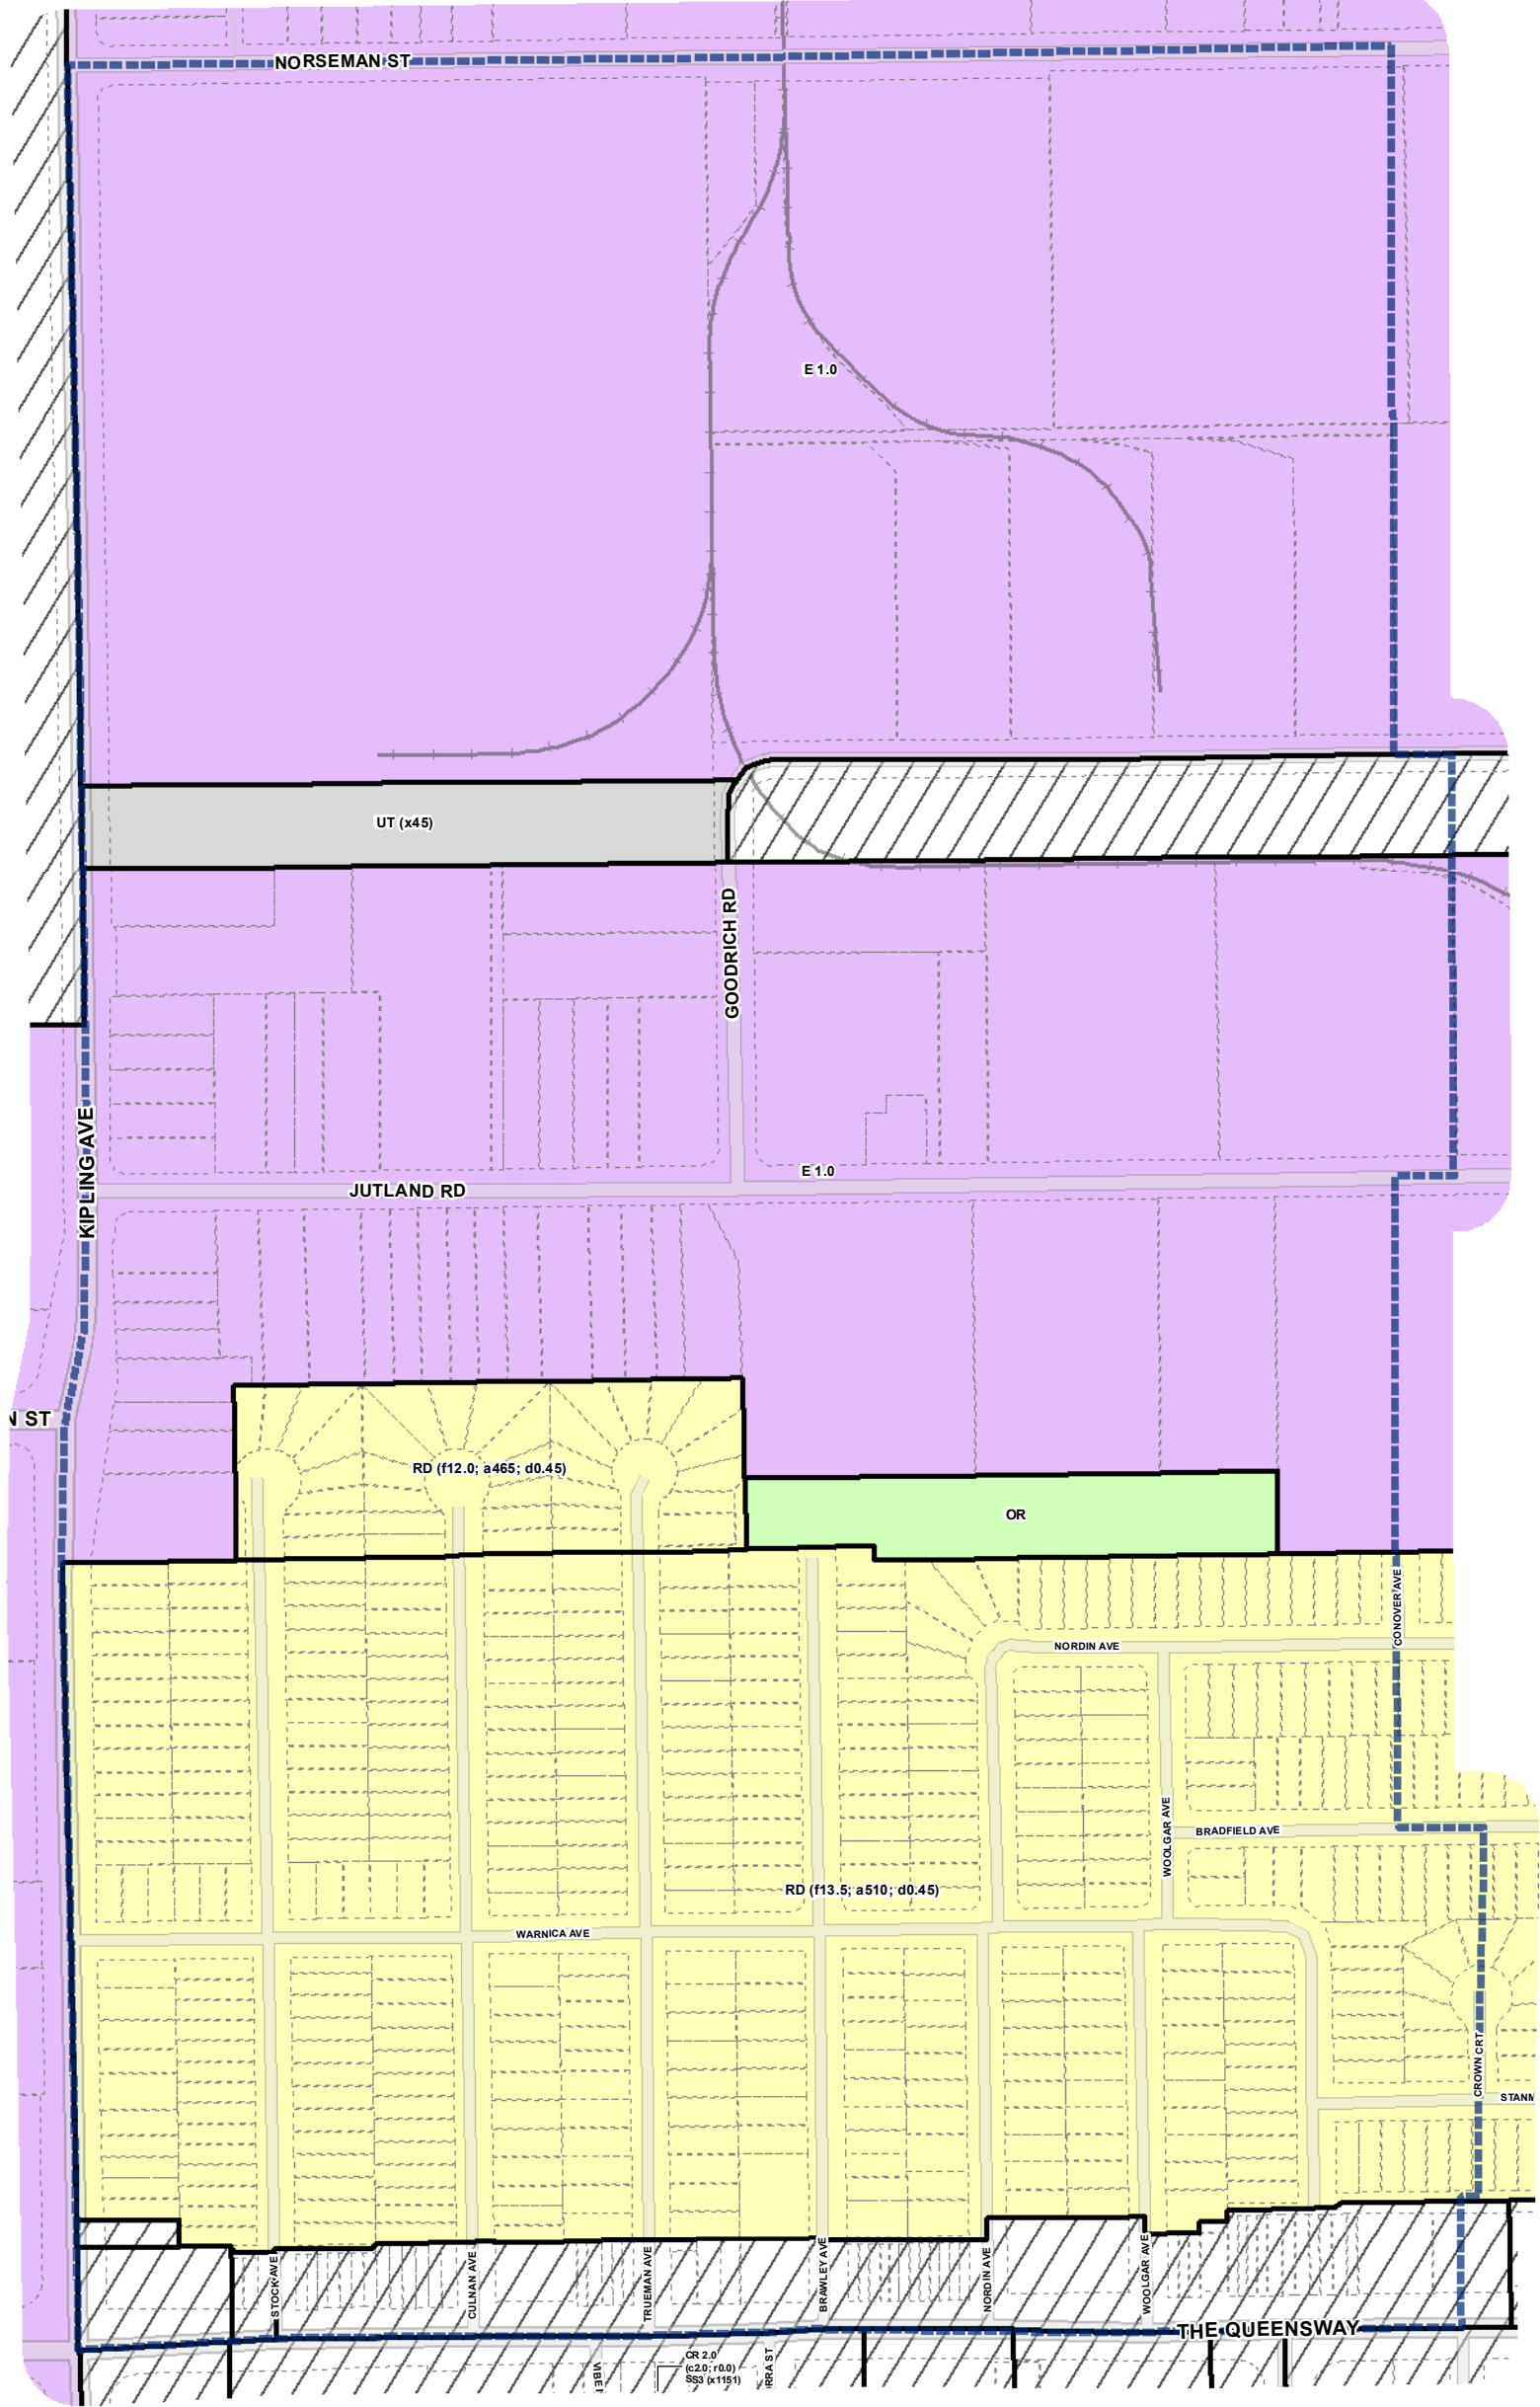 NORSEMAN ST
E 1.0
UT (x45)
GOODRICH RD
KIPLING AVE
E 1.0
JUTLAND RD
N ST
RD (f12.0; a465; d0.45)
OR
CONOVER AVE
NORDIN AVE
WOOLGAR AVE
BRADFIELD AVE
RD (f13.5; a510; d0.45)
WARNICA AVE
CROWN CRT
STANM
STOCK AVE
CULNAN AVE
TRUEMAN AVE
BRAWLEY AVE
NORDIN AVE
WOOLGAR AVE
THE QUEENSWAY
CR 2.0
(c2.0; r0.0)
SS3 (x1151)
RRA ST